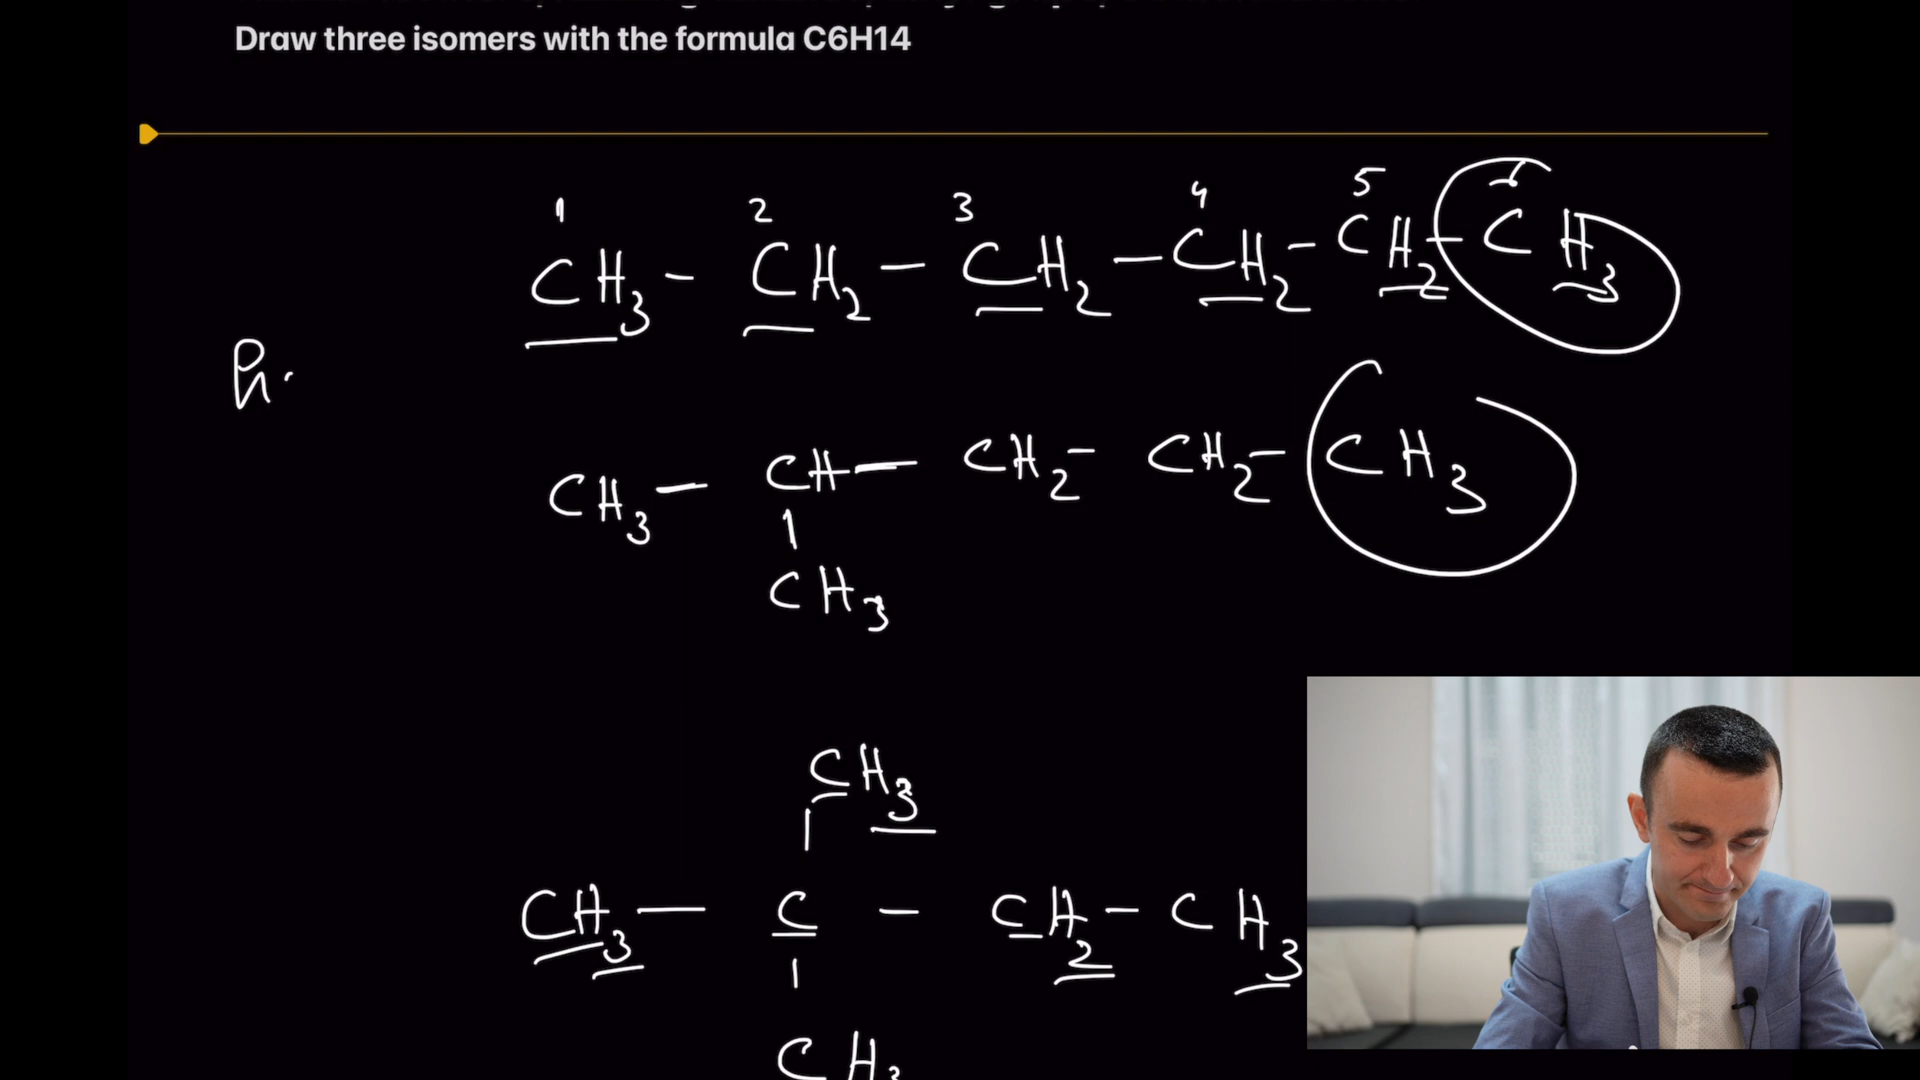 Draw three isomers with the formula C6H14
1 2 3 4 5
CH3 - CH2 - CH2 - CH2 - CH2 - CH3
CH3 - CH - CH2 - CH2 - CH3
CH3
CH3
CH3 - C - CH2 - CH3
CH3